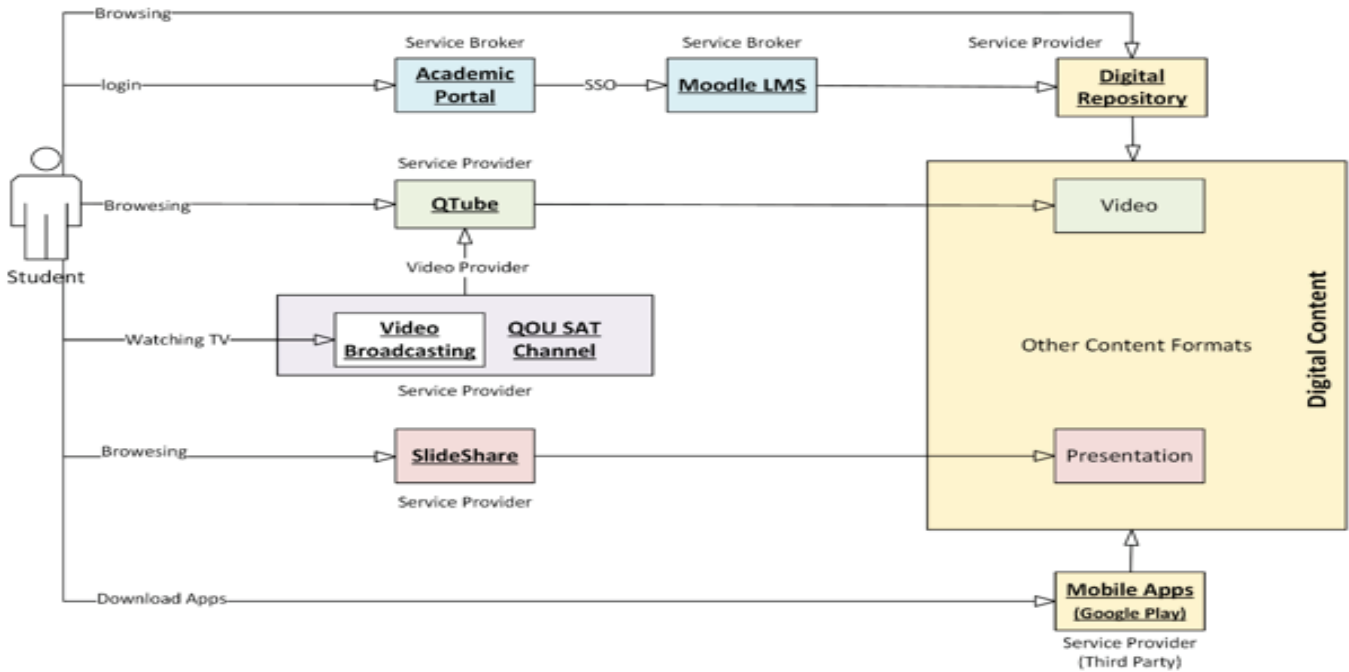 Browsing
Service Broker
Service Broker
Service Provider
login
Academic
Portal
SSO
Moodle LMS
Digital
Repository
Service Provider
Browesing
QTube
Video
Student
Video Provider
Watching TV
Video
Broadcasting
QOU SAT
Channel
Other Content Formats
Digital Content
Service Provider
Browesing
SlideShare
Presentation
Service Provider
Download Apps
Mobile Apps
(Google Play)
Service Provider
(Third Party)